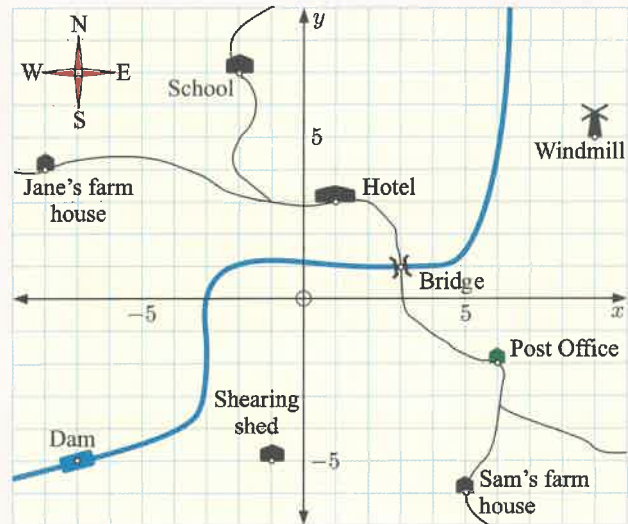 N
W E
S
y
School
5
Windmill
Jane's farm
house
Hotel
Bridge
−5
5
x
Post Office
Shearing
shed
Dam
−5
Sam's farm
house